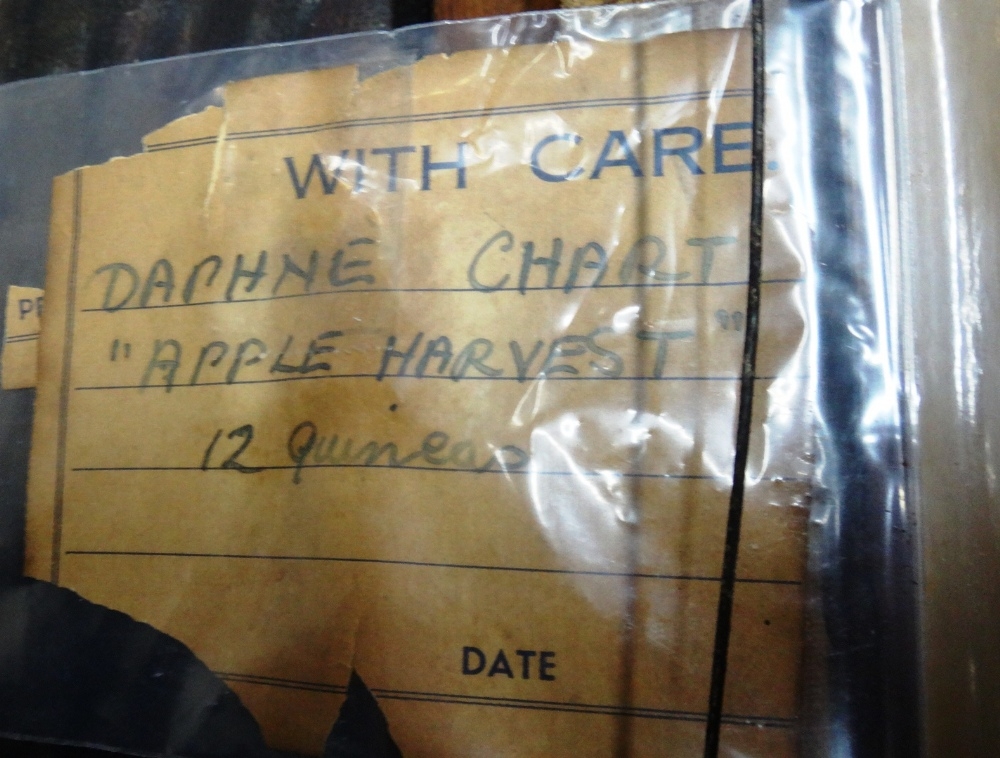 WITH CARE.
DAPHNE CHART
"APPLE HARVEST"
12 Guineas
DATE